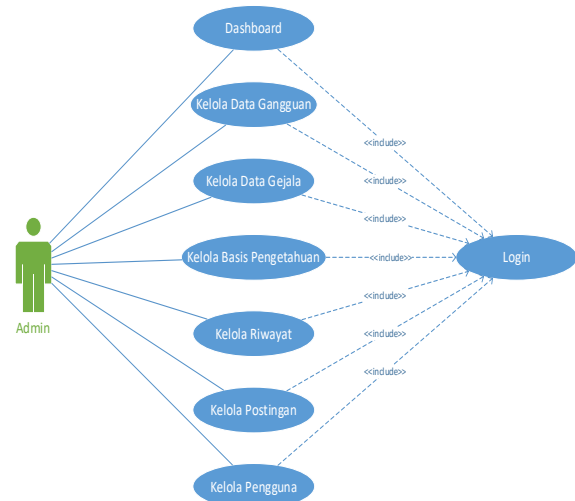 Dashboard
Kelola Data Gangguan
<<include>>
<<include>>
Kelola Data Gejala
<<include>>
Kelola Basis Pengetahuan
<<include>>
Login
Admin
<<include>>
Kelola Riwayat
<<include>>
<<include>>
Kelola Postingan
Kelola Pengguna